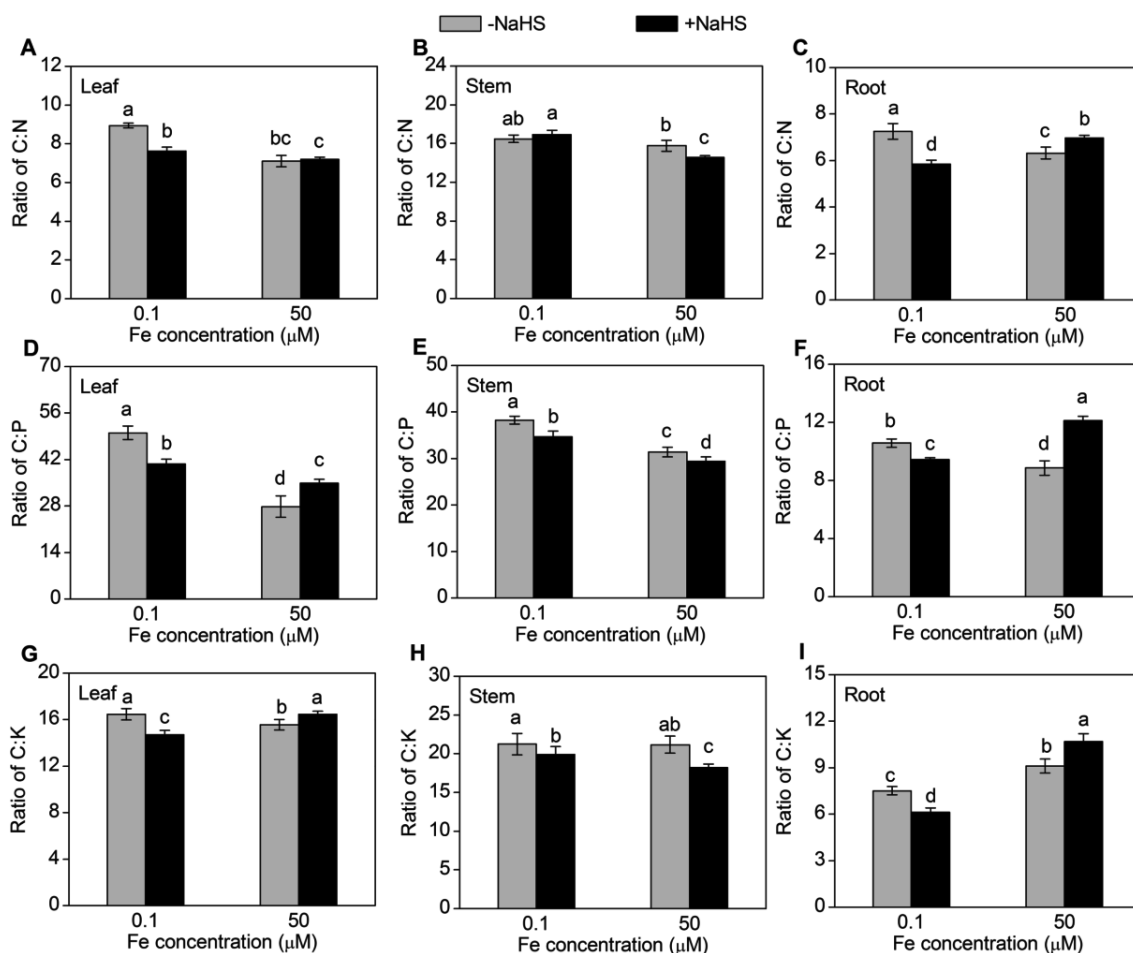 -NaHS +NaHS
A
Leaf
Ratio of C:N
12
10
8
6
4
2
0
a b bc c
0.1 50
Fe concentration (μM)
B
Stem
Ratio of C:N
24
20
16
12
8
4
0
ab a b c
0.1 50
Fe concentration (μM)
C
Root
Ratio of C:N
10
8
6
4
2
0
a d c b
0.1 50
Fe concentration (μM)
D
Leaf
Ratio of C:P
70
56
42
28
14
0
a b d c
0.1 50
Fe concentration (μM)
E
Stem
Ratio of C:P
50
40
30
20
10
0
a b c d
0.1 50
Fe concentration (μM)
F
Root
Ratio of C:P
16
12
8
4
0
b c d a
0.1 50
Fe concentration (μM)
G
Leaf
Ratio of C:K
20
16
12
8
4
0
a c b a
0.1 50
Fe concentration (μM)
H
Stem
Ratio of C:K
30
25
20
15
10
5
0
a b ab c
0.1 50
Fe concentration (μM)
I
Root
Ratio of C:K
15
12
9
6
3
0
c d b a
0.1 50
Fe concentration (μM)